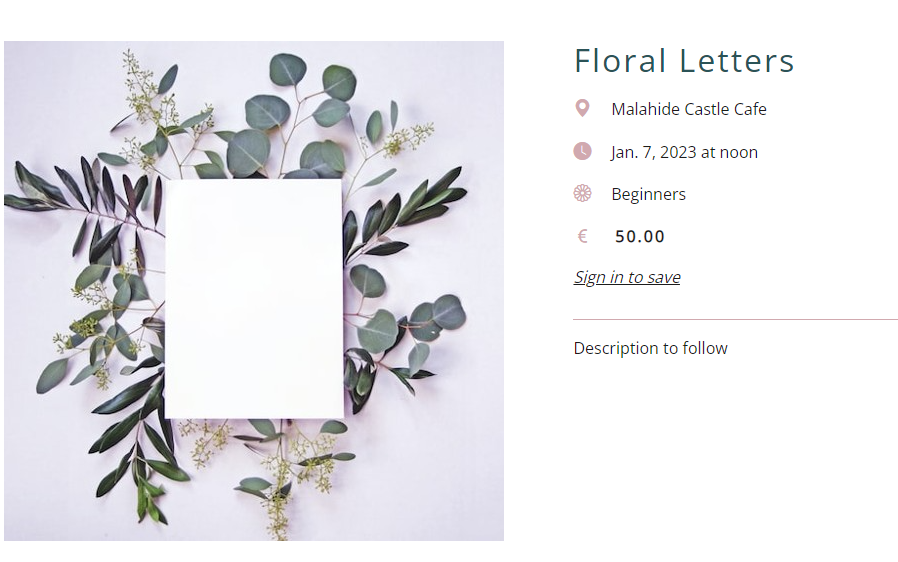 Floral Letters
Malahide Castle Cafe
Jan. 7, 2023 at noon
Beginners
€ 50.00
Sign in to save
Description to follow